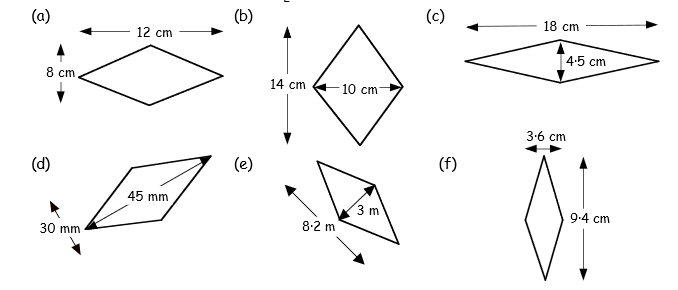 (a)
12 cm
8 cm
(b)
14 cm
10 cm
(c)
18 cm
4·5 cm
(d)
45 mm
30 mm
(e)
3 m
8·2 m
(f)
3·6 cm
9·4 cm